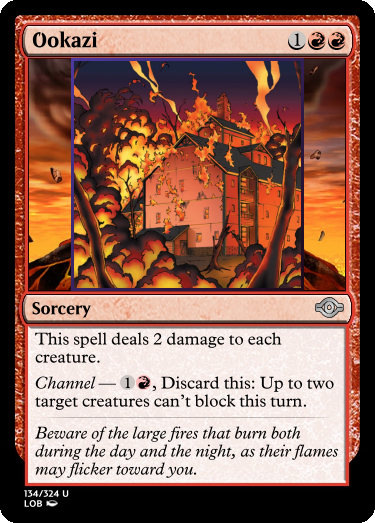 Ookazi 1
Sorcery
This spell deals 2 damage to each
creature.
Channel — 1, Discard this: Up to two
target creatures can't block this turn.
Beware of the large fires that burn both
during the day and the night, as their flames
may flicker toward you.
134/324 U
LOB